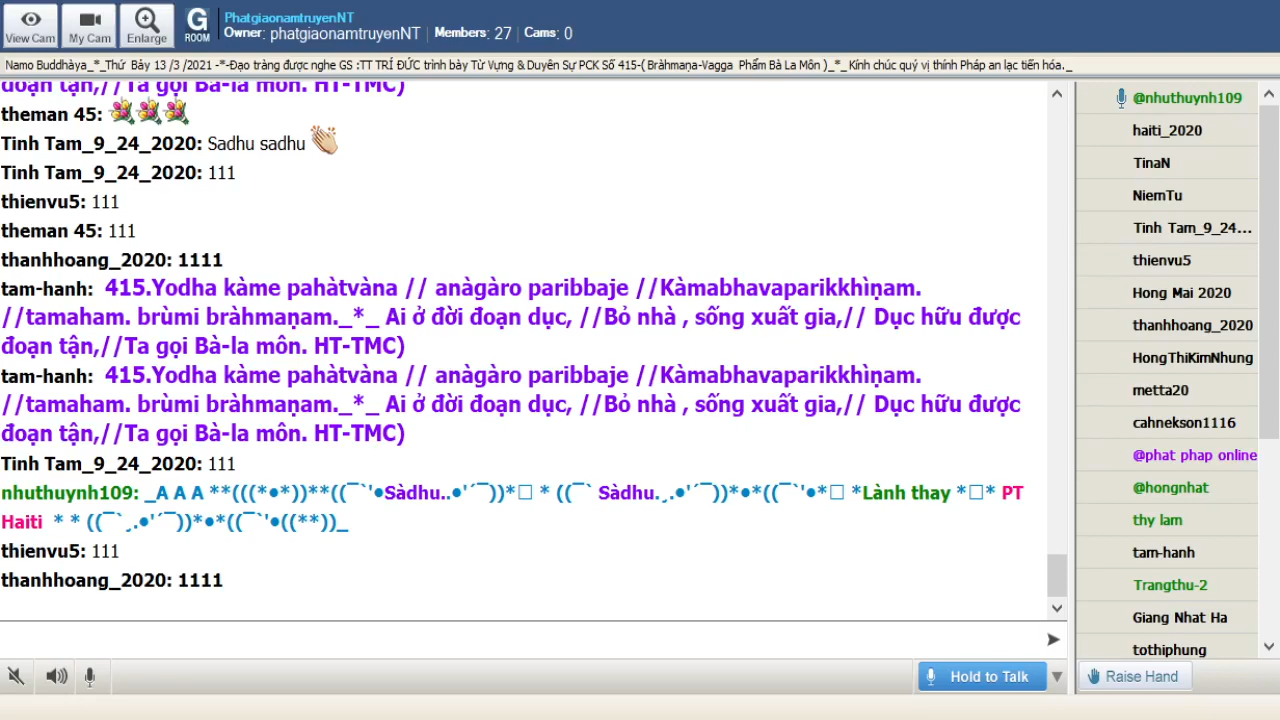 View Cam
My Cam
Enlarge
G
ROOM
PhatgiaonamtruyenNT
Owner: phatgiaonamtruyenNT | Members: 27 | Cams: 0
Namo Buddhàya_*_Thứ Bảy 13 /3 /2021 -*-Đạo tràng được nghe GS :TT TRÍ ĐỨC trình bày Từ Vựng & Duyên Sự PCK Số 415-( Bràhmaṇa-Vagga Phẩm Bà La Môn )_*_ Kính chúc quý vị thính Pháp an lạc tiến hóa._
đoạn tận,//Ta gọi Bà-la môn. HT-TMC)
theman 45:
Tinh Tam_9_24_2020: Sadhu sadhu
Tinh Tam_9_24_2020: 111
thienvu5: 111
theman 45: 111
thanhhoang_2020: 1111
tam-hanh: 415.Yodha kàme pahàtvàna // anàgàro paribbaje //Kàmabhavaparikkhìṇam.
//tamaham. brùmi bràhmaṇam._*_ Ai ở đời đoạn dục, //Bỏ nhà , sống xuất gia,// Dục hữu được
đoạn tận,//Ta gọi Bà-la môn. HT-TMC)
tam-hanh: 415.Yodha kàme pahàtvàna // anàgàro paribbaje //Kàmabhavaparikkhìṇam.
//tamaham. brùmi bràhmaṇam._*_ Ai ở đời đoạn dục, //Bỏ nhà , sống xuất gia,// Dục hữu được
đoạn tận,//Ta gọi Bà-la môn. HT-TMC)
Tinh Tam_9_24_2020: 111
nhuthuynh109: _A A A **(((*•*))**((¯`'•Sàdhu..•'´¯))*□ * ((¯` Sàdhu.¸.•'´¯))*•*((¯`'•*□ *Lành thay *□* PT
Haiti * * ((¯`¸.•'´¯))*•*((¯`'•((**))_
thienvu5: 111
thanhhoang_2020: 1111
Hold to Talk
@nhuthuynh109
haiti_2020
TinaN
NiemTu
Tinh Tam_9_24...
thienvu5
Hong Mai 2020
thanhhoang_2020
HongThiKimNhung
metta20
cahnekson1116
@phat phap online
@hongnhat
thy lam
tam-hanh
Trangthu-2
Giang Nhat Ha
tothiphung
Raise Hand